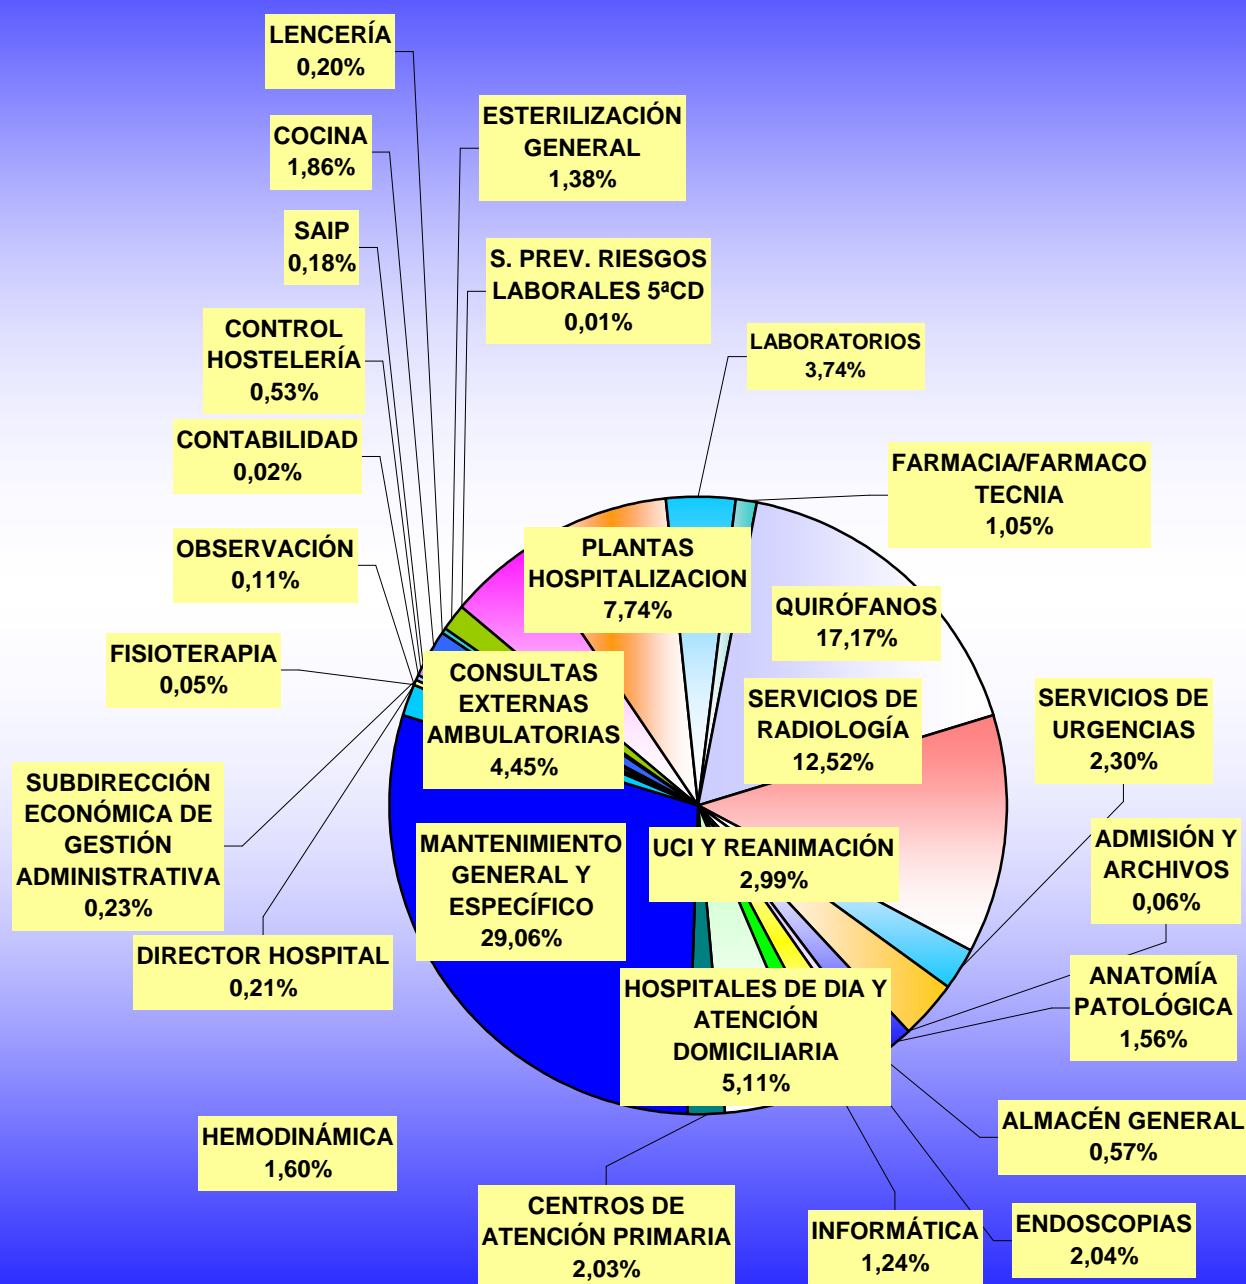 LENCERÍA
0,20%
COCINA
1,86%
ESTERILIZACIÓN
GENERAL
1,38%
SAIP
0,18%
S. PREV. RIESGOS
LABORALES 5ªCD
0,01%
CONTROL
HOSTELERÍA
0,53%
LABORATORIOS
3,74%
CONTABILIDAD
0,02%
FARMACIA/FARMACO
TECNIA
1,05%
OBSERVACIÓN
0,11%
PLANTAS
HOSPITALIZACION
7,74%
QUIRÓFANOS
17,17%
FISIOTERAPIA
0,05%
CONSULTAS
EXTERNAS
AMBULATORIAS
4,45%
SERVICIOS DE
RADIOLOGÍA
12,52%
SERVICIOS DE
URGENCIAS
2,30%
SUBDIRECCIÓN
ECONÓMICA DE
GESTIÓN
ADMINISTRATIVA
0,23%
MANTENIMIENTO
GENERAL Y
ESPECÍFICO
29,06%
UCI Y REANIMACIÓN
2,99%
ADMISIÓN Y
ARCHIVOS
0,06%
DIRECTOR HOSPITAL
0,21%
HOSPITALES DE DIA Y
ATENCIÓN
DOMICILIARIA
5,11%
ANATOMÍA
PATOLÓGICA
1,56%
HEMODINÁMICA
1,60%
ALMACÉN GENERAL
0,57%
CENTROS DE
ATENCIÓN PRIMARIA
2,03%
INFORMÁTICA
1,24%
ENDOSCOPIAS
2,04%